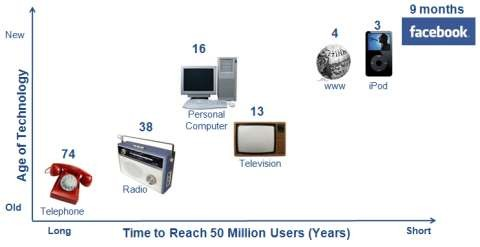 9 months
facebook
New
4
3
16
www
iPod
Personal
Computer
13
38
Television
74
Radio
Age of Technology
Telephone
Old
Long
Time to Reach 50 Million Users (Years)
Short